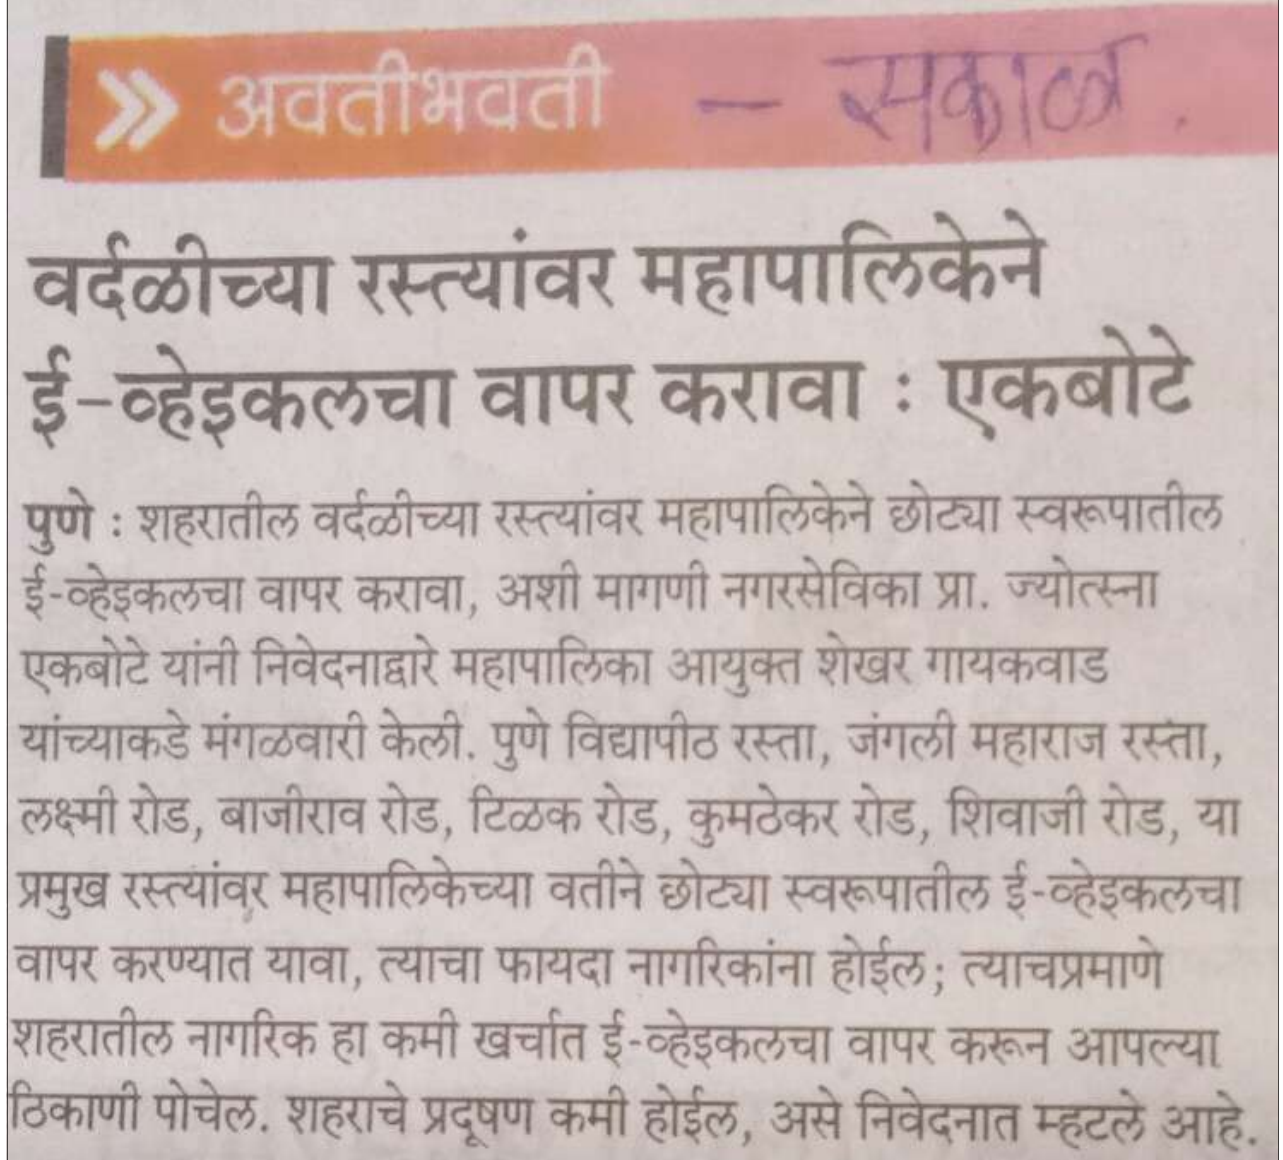 » अवतीभवती - सकाळ.
वर्दळीच्या रस्त्यांवर महापालिकेने
ई-व्हेइकलचा वापर करावा : एकबोटे
पुणे : शहरातील वर्दळीच्या रस्त्यांवर महापालिकेने छोट्या स्वरूपातील
ई-व्हेइकलचा वापर करावा, अशी मागणी नगरसेविका प्रा. ज्योत्स्ना
एकबोटे यांनी निवेदनाद्वारे महापालिका आयुक्त शेखर गायकवाड
यांच्याकडे मंगळवारी केली. पुणे विद्यापीठ रस्ता, जंगली महाराज रस्ता,
लक्ष्मी रोड, बाजीराव रोड, टिळक रोड, कुमठेकर रोड, शिवाजी रोड, या
प्रमुख रस्त्यांवर महापालिकेच्या वतीने छोट्या स्वरूपातील ई-व्हेइकलचा
वापर करण्यात यावा, त्याचा फायदा नागरिकांना होईल; त्याचप्रमाणे
शहरातील नागरिक हा कमी खर्चात ई-व्हेइकलचा वापर करून आपल्या
ठिकाणी पोचेल. शहराचे प्रदूषण कमी होईल, असे निवेदनात म्हटले आहे.